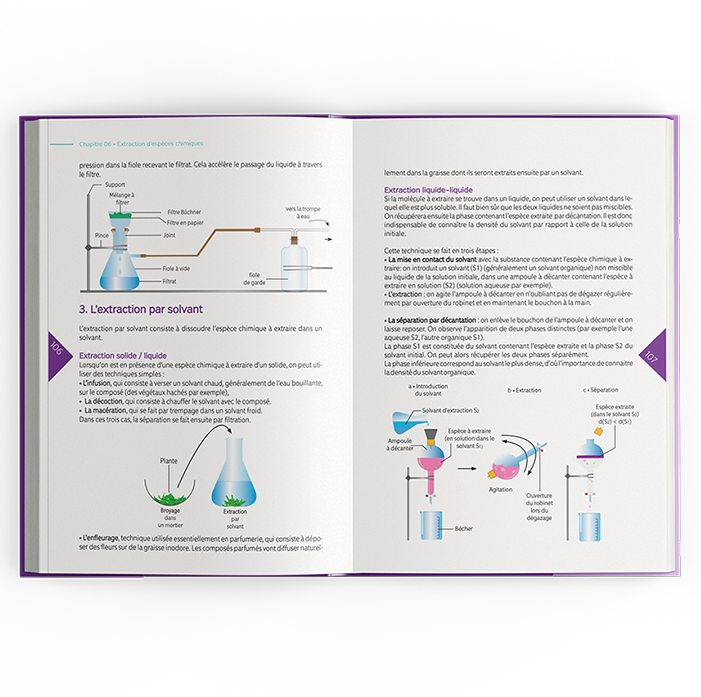 Chapitre 06 • Extraction d'espèces chimiques
pression dans la fiole recevant le filtrat. Cela accélère le passage du liquide à travers
le filtre.
Support
Mélange à
filtrer
Filtre Büchner
Filtre en papier
Pince
Joint
vers la trompe
à eau
Fiole à vide
Filtrat
fiole
de garde
3. L'extraction par solvant
L'extraction par solvant consiste à dissoudre l'espèce chimique à extraire dans un
solvant.
Extraction solide / liquide
Lorsqu'on est en présence d'une espèce chimique à extraire d'un solide, on peut uti-
liser des techniques simples :
• L'infusion, qui consiste à verser un solvant chaud, généralement de l'eau bouillante,
sur le composé (des végétaux hachés par exemple),
• La décoction, qui consiste à chauffer le solvant avec le composé.
• La macération, qui se fait par trempage dans un solvant froid.
Dans ces trois cas, la séparation se fait ensuite par filtration.
106
Plante
Broyage
dans
un mortier
Extraction
par
solvant
• L'enfleurage, technique utilisée essentiellement en parfumerie, qui consiste à dépo-
ser des fleurs sur de la graisse inodore. Les composés parfumés vont diffuser naturel-
lement dans la graisse dont ils seront extraits ensuite par un solvant.
Extraction liquide-liquide
Si la molécule à extraire se trouve dans un liquide, on peut utiliser un solvant dans le-
quel elle est plus soluble. Il faut bien sûr que les deux liquides ne soient pas miscibles.
On récupérera ensuite la phase contenant l'espèce extraite par décantation. Il est donc
indispensable de connaître la densité du solvant par rapport à celle de la solution
initiale.
Cette technique se fait en trois étapes :
• La mise en contact du solvant avec la substance contenant l'espèce chimique à ex-
traire: on introduit un solvant (S1) (généralement un solvant organique) non miscible
au liquide de la solution initiale, dans une ampoule à décanter contenant l'espèce à
extraire en solution (S2) (solution aqueuse par exemple).
• L'extraction : on agite l'ampoule à décanter en n'oubliant pas de dégazer régulière-
ment par ouverture du robinet et en maintenant le bouchon à la main.
• La séparation par décantation : on enlève le bouchon de l'ampoule à décanter et on
laisse reposer. On observe l'apparition de deux phases distinctes (par exemple l'une
aqueuse S2, l'autre organique S1).
La phase S1 est constituée du solvant contenant l'espèce extraite et la phase S2 du
solvant initial. On peut alors récupérer les deux phases séparément.
La phase inférieure correspond au solvant le plus dense, d'où l'importance de connaitre
la densité du solvant organique.
107
a • Introduction
du solvant
b • Extraction
c • Séparation
Solvant d'extraction S2
Ampoule
à décanter
Espèce à extraire
(en solution dans le
solvant S1)
Agitation
Ouverture
du robinet
lors du
dégazage
Espèce extraite
(dans le solvant S2)
d(S2) < d(S1)
Bécher